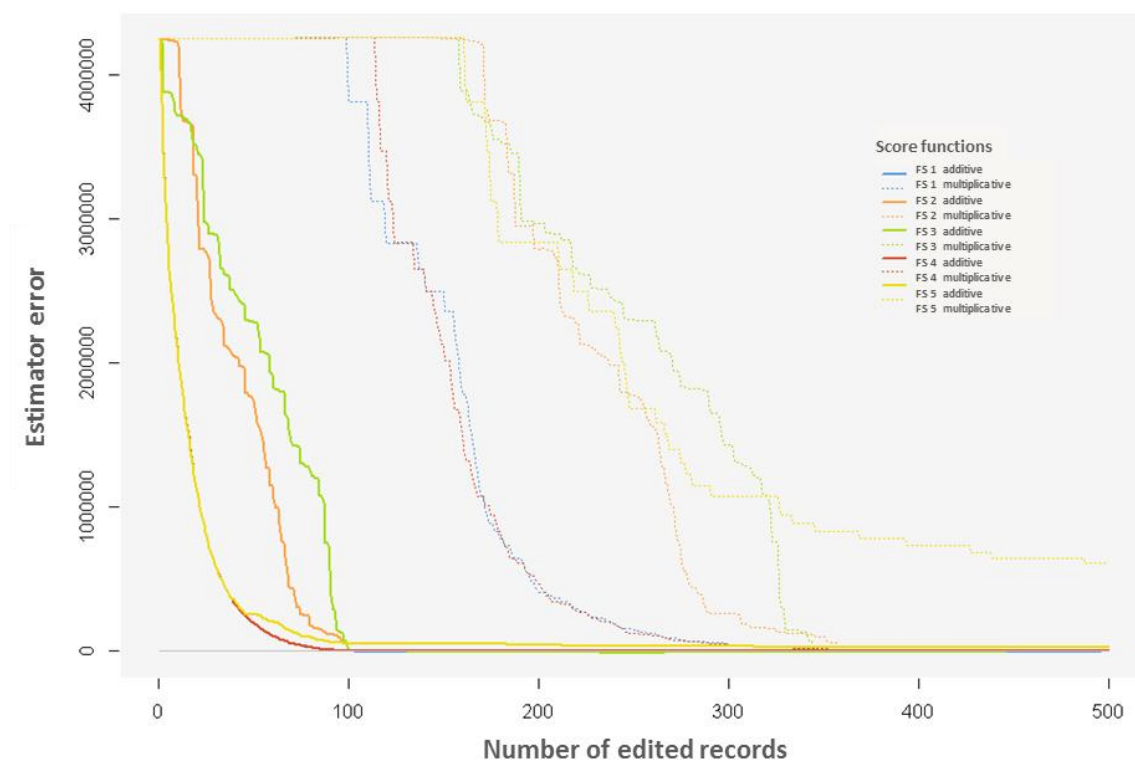 4000000
3000000
2000000
1000000
0
Estimator error
Score functions
FS 1 additive
FS 1 multiplicative
FS 2 additive
FS 2 multiplicative
FS 3 additive
FS 3 multiplicative
FS 4 additive
FS 4 multiplicative
FS 5 additive
FS 5 multiplicative
0 100 200 300 400 500
Number of edited records